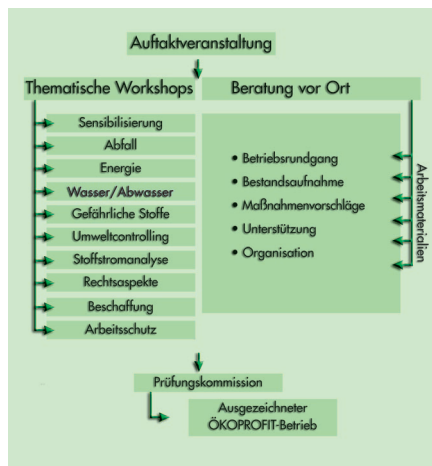 Auftaktveranstaltung
Thematische Workshops
Sensibilisierung
Abfall
Energie
Wasser/Abwasser
Gefährliche Stoffe
Umweltcontrolling
Stoffstromanalyse
Rechtsaspekte
Beschaffung
Arbeitsschutz
Beratung vor Ort
• Betriebsrundgang
• Bestandsaufnahme
• Maßnahmenvorschläge
• Unterstützung
• Organisation
Arbeitsmaterialien
Prüfungskommission
Ausgezeichneter
ÖKOPROFIT-Betrieb